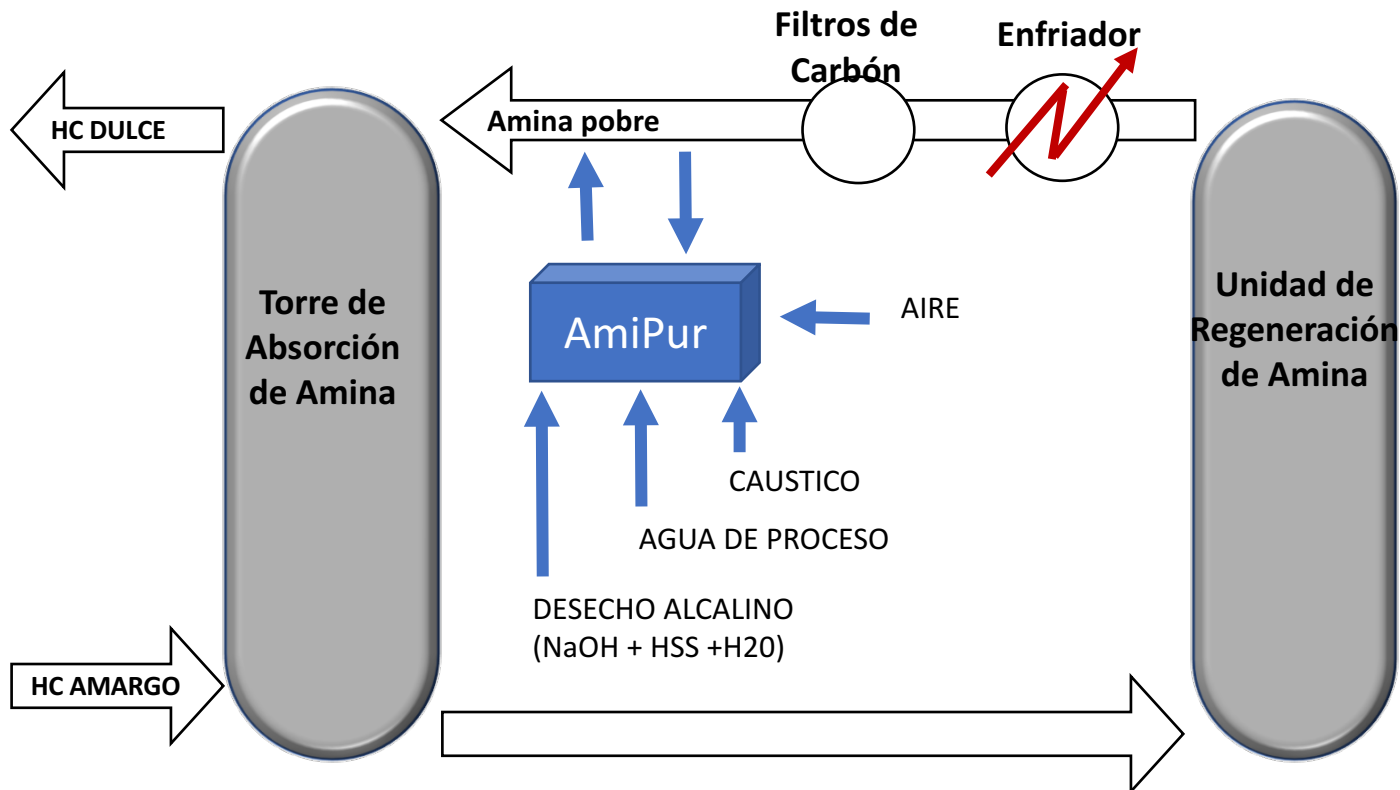 Filtros de
Carbón
Enfriador
HC DULCE
Amina pobre
Torre de
Absorción
de Amina
AmiPur
AIRE
Unidad de
Regeneración
de Amina
CAUSTICO
AGUA DE PROCESO
DESECHO ALCALINO
(NaOH + HSS +H20)
HC AMARGO